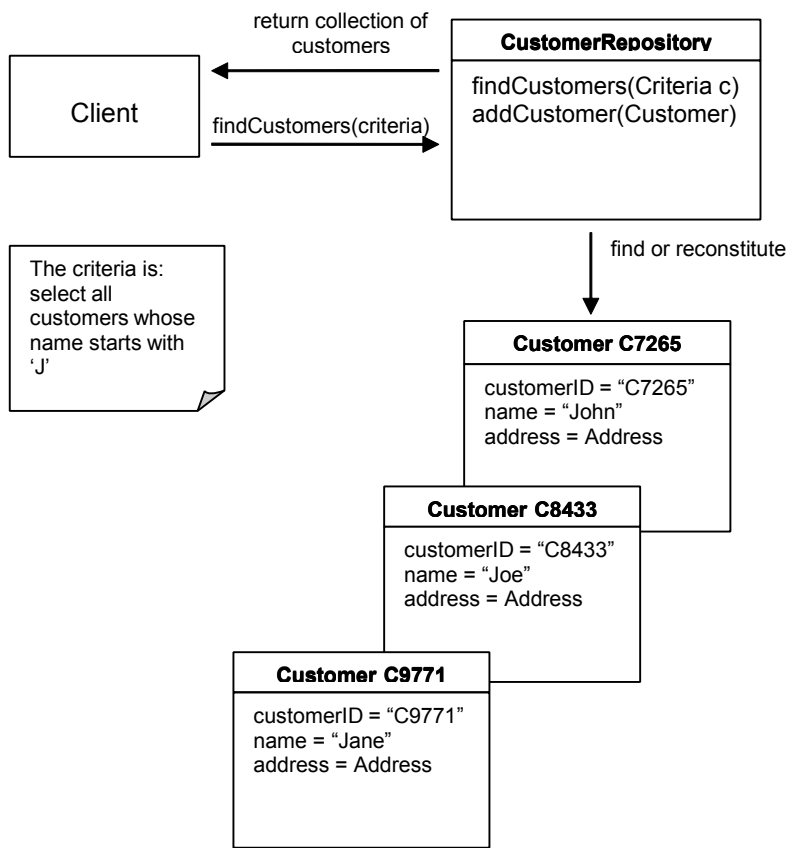 return collection of
customers
CustomerRepository
findCustomers(Criteria c)
addCustomer(Customer)
Client
findCustomers(criteria)
find or reconstitute
The criteria is:
select all
customers whose
name starts with
‘J’
Customer C7265
customerID = “C7265”
name = “John”
address = Address
Customer C8433
customerID = “C8433”
name = “Joe”
address = Address
Customer C9771
customerID = “C9771”
name = “Jane”
address = Address